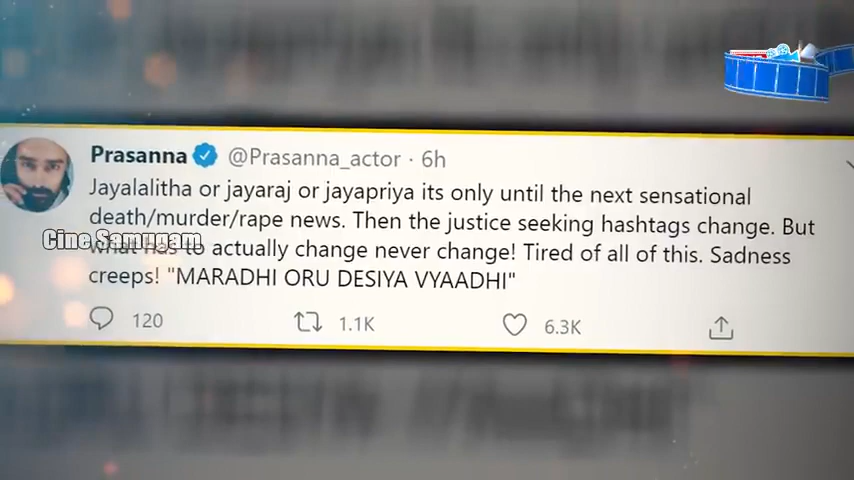 Prasanna @Prasanna_actor · 6h
Jayalalitha or jayaraj or jayapriya its only until the next sensational
death/murder/rape news. Then the justice seeking hashtags change. But
what has to actually change never change! Tired of all of this. Sadness
creeps! "MARADHI ORU DESIYA VYAADHI"
120 1.1K 6.3K
Cine Samugam